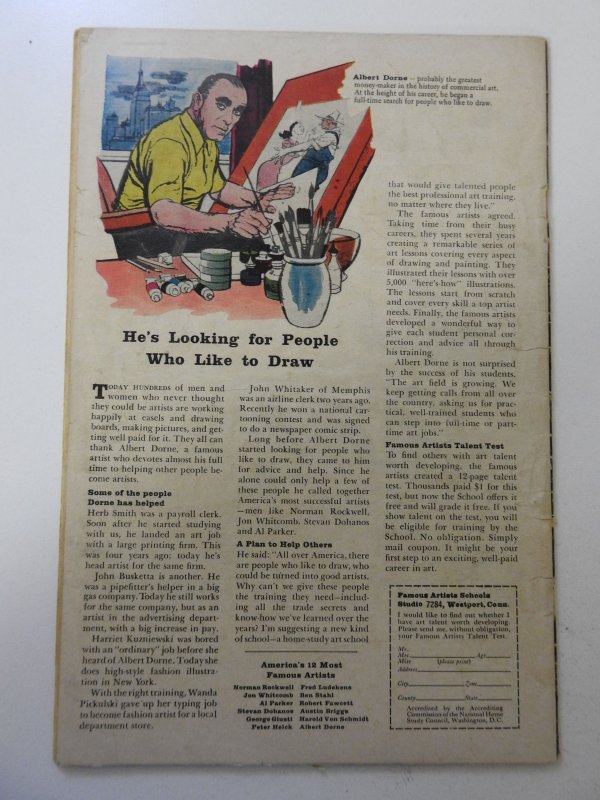 Albert Dorne – probably the greatest
money-maker in the history of commercial art.
At the height of his career, he began a
full-time search for people who like to draw.
He's Looking for People
Who Like to Draw
TODAY HUNDREDS of men and
women who never thought
they could be artists are working
happily at easels and drawing
boards, making pictures, and get-
ting well paid for it. They all can
thank Albert Dorne, a famous
artist who devotes almost his full
time to helping other people be-
come artists.
Some of the people
Dorne has helped
Herb Smith was a payroll clerk.
Soon after he started studying
with us, he landed an art job
with a large printing firm. This
was four years ago; today he's
head artist for the same firm.
John Busketta is another. He
was a pipefitter's helper in a big
gas company. Today he still works
for the same company, but as an
artist in the advertising depart-
ment, with a big increase in pay.
Harriet Kuzniewski was bored
with an "ordinary" job before she
heard of Albert Dorne. Today she
does high-style fashion illustra-
tion in New York.
With the right training, Wanda
Pickulski gave up her typing job
to become fashion artist for a local
department store.
John Whitaker of Memphis
was an airline clerk two years ago.
Recently he won a national car-
tooning contest and was signed
to do a newspaper comic strip.
Long before Albert Dorne
started looking for people who
like to draw, they came to him
for advice and help. Since he
alone could help only a few of
these people he called together
America's most successful artists
—men like Norman Rockwell,
Jon Whitcomb, Stevan Dohanos
and Al Parker.
A Plan to Help Others
He said: "All over America, there
are people who like to draw, who
could be turned into good artists.
Why can't we give these people
the training they need—includ-
ing all the trade secrets and
know-how we've learned over the
years? I'm suggesting a new kind
of school—a home-study art school
America's 12 Most
Famous Artists
Norman Rockwell Fred Ludekens
Jon Whitcomb Ben Stahl
Al Parker Robert Fawcett
Stevan Dohanos Austin Briggs
George Giusti Harold Von Schmidt
Peter Helck Albert Dorne
that would give talented people
the best professional art training,
no matter where they live."
The famous artists agreed.
Taking time from their busy
careers, they spent several years
creating a remarkable series of
art lessons covering every aspect
of drawing and painting. They
illustrated their lessons with over
5,000 "here's-how" illustrations.
The lessons start from scratch
and cover every skill a top artist
needs. Finally, the famous artists
developed a wonderful way to
give each student personal cor-
rection and advice all through
his training.
Albert Dorne is not surprised
by the success of his students.
"The art field is growing. We
keep getting calls from all over
the country, asking us for prac-
tical, well-trained students who
can step into full-time or part-
time art jobs."
Famous Artists Talent Test
To find others with art talent
worth developing, the famous
artists created a 12-page talent
test. Thousands paid $1 for this
test, but now the School offers it
free and will grade it free. If you
show talent on the test, you will
be eligible for training by the
School. No obligation. Simply
mail coupon. It might be your
first step to an exciting, well-paid
career in art.
Famous Artists Schools
Studio 7284, Westport, Conn.
I would like to find out whether I
have art talent worth developing.
Please send me, without obligation,
your Famous Artists Talent Test.
Mr.
Mrs. Age
Miss (please print)
Address
City Zone
County State
Accredited by the Accrediting
Commission of the National Home
Study Council, Washington, D.C.